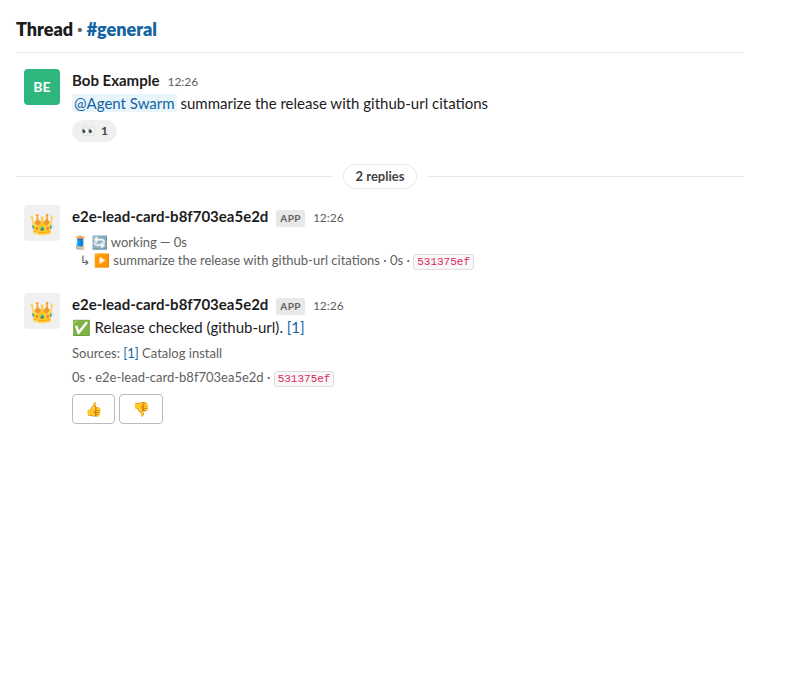 Thread • #general
BE
Bob Example 12:26
@Agent Swarm summarize the release with github-url citations
👀 1
2 replies
e2e-lead-card-b8f703ea5e2d APP 12:26
🧵 🔄 working — 0s
↳ ▶️ summarize the release with github-url citations · 0s · 531375ef
e2e-lead-card-b8f703ea5e2d APP 12:26
✅ Release checked (github-url). [1]
Sources: [1] Catalog install
0s · e2e-lead-card-b8f703ea5e2d · 531375ef
👍 👎